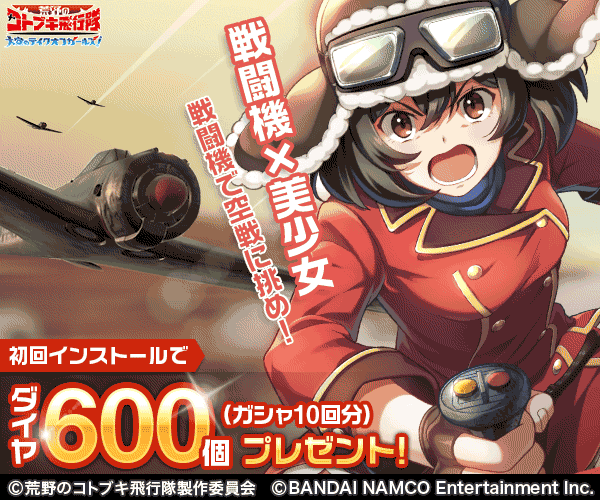 荒野の
コトブキ飛行隊
大空のテイクオフガールズ!
戦闘機×美少女
戦闘機で空戦に挑め!
初回インストールで
ダイヤ600個(ガシャ10回分)プレゼント!
©荒野のコトブキ飛行隊製作委員会 ©BANDAI NAMCO Entertainment Inc.